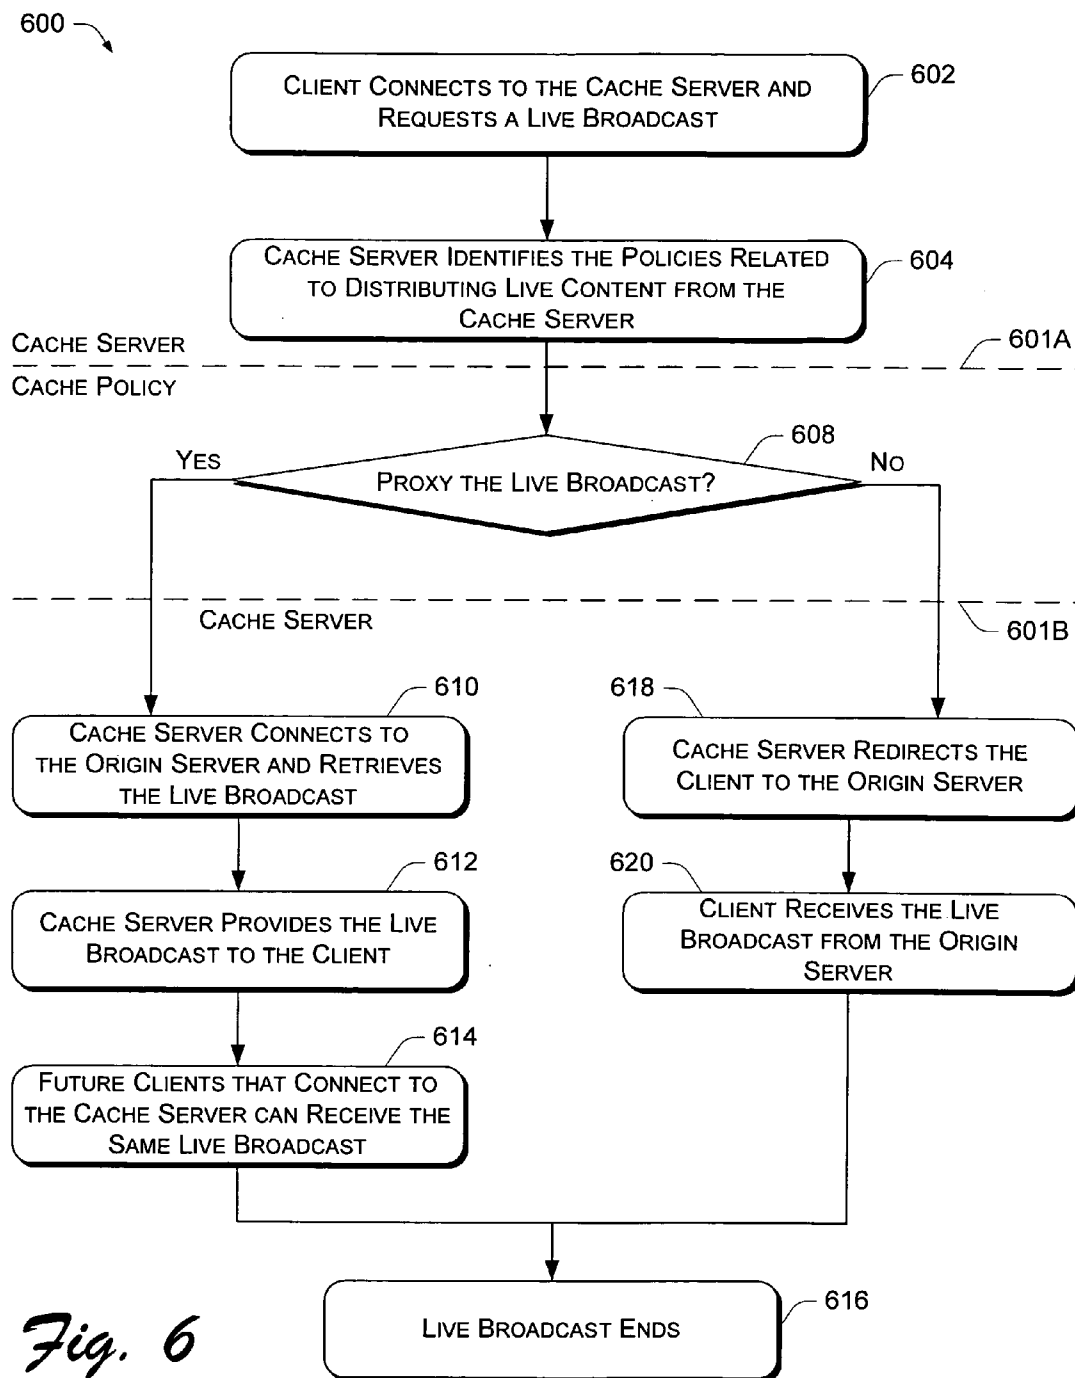 600
CLIENT CONNECTS TO THE CACHE SERVER AND
REQUESTS A LIVE BROADCAST
602
CACHE SERVER IDENTIFIES THE POLICIES RELATED
TO DISTRIBUTING LIVE CONTENT FROM THE
CACHE SERVER
604
CACHE SERVER
601A
CACHE POLICY
608
YES
PROXY THE LIVE BROADCAST?
NO
CACHE SERVER
601B
610
CACHE SERVER CONNECTS TO
THE ORIGIN SERVER AND RETRIEVES
THE LIVE BROADCAST
618
CACHE SERVER REDIRECTS THE
CLIENT TO THE ORIGIN SERVER
612
CACHE SERVER PROVIDES THE LIVE
BROADCAST TO THE CLIENT
620
CLIENT RECEIVES THE LIVE
BROADCAST FROM THE ORIGIN
SERVER
614
FUTURE CLIENTS THAT CONNECT TO
THE CACHE SERVER CAN RECEIVE THE
SAME LIVE BROADCAST
LIVE BROADCAST ENDS
616
Fig. 6